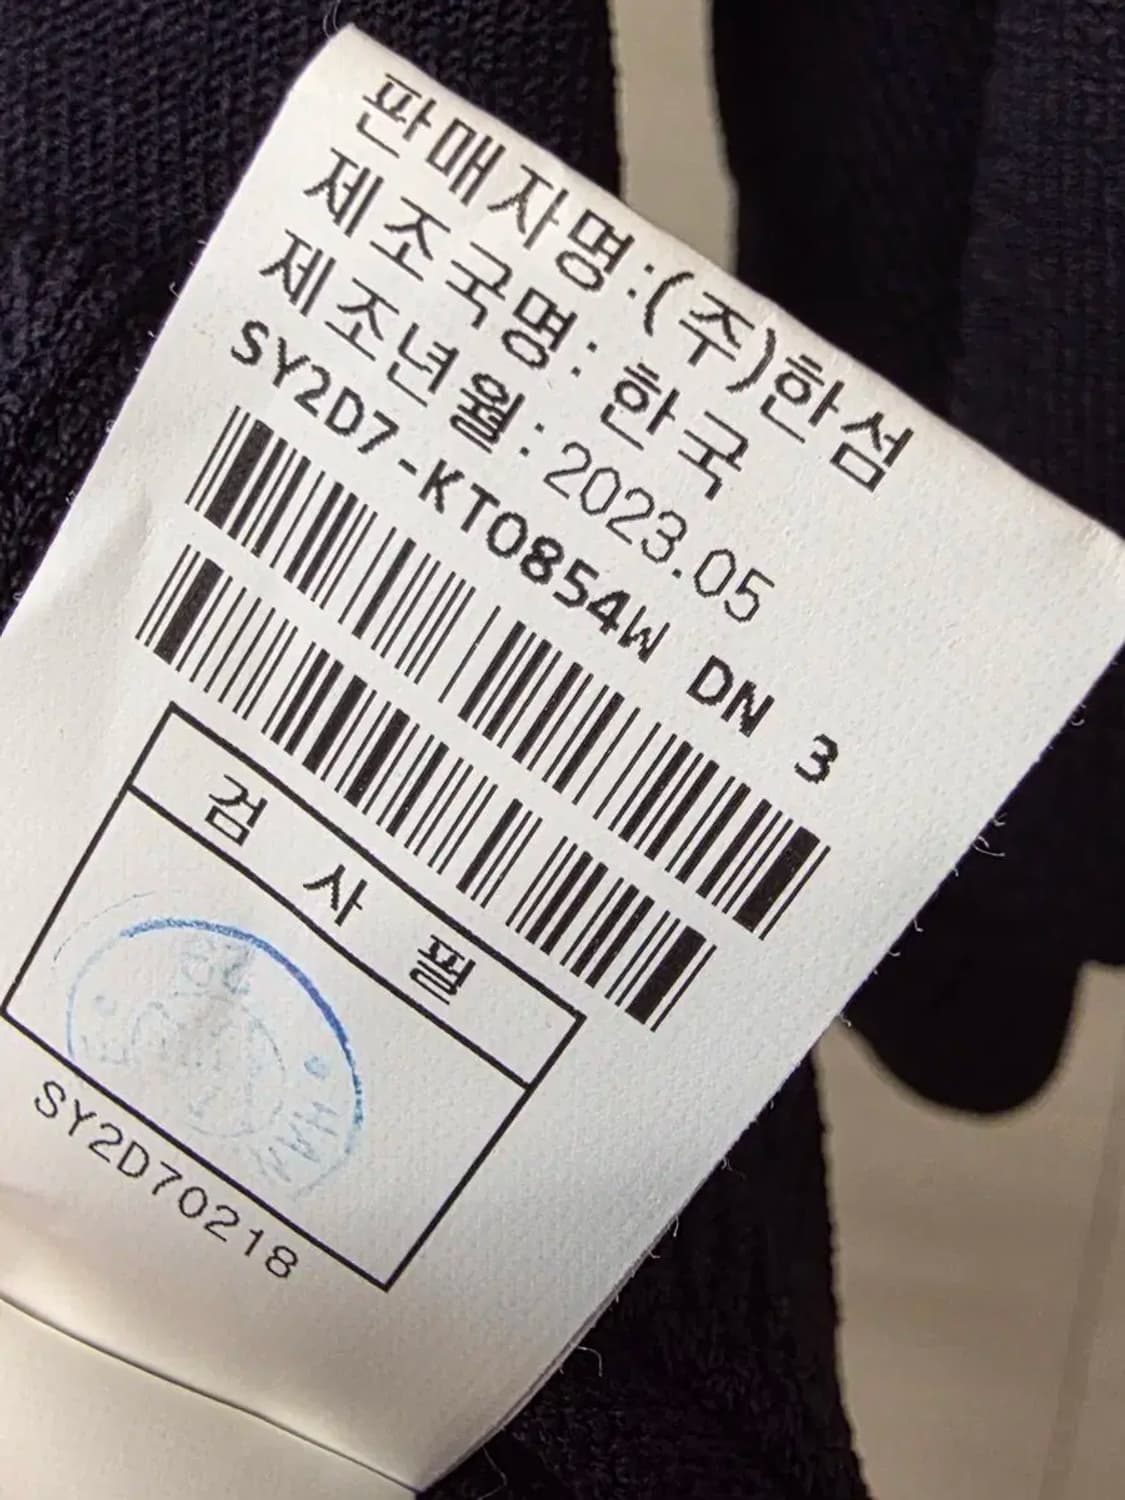 판매자명:(주)한섬
제조국명: 한국
제조년월:2023.05
SY2D7-KT0854W DN 3
검 사 필
SY2D70218